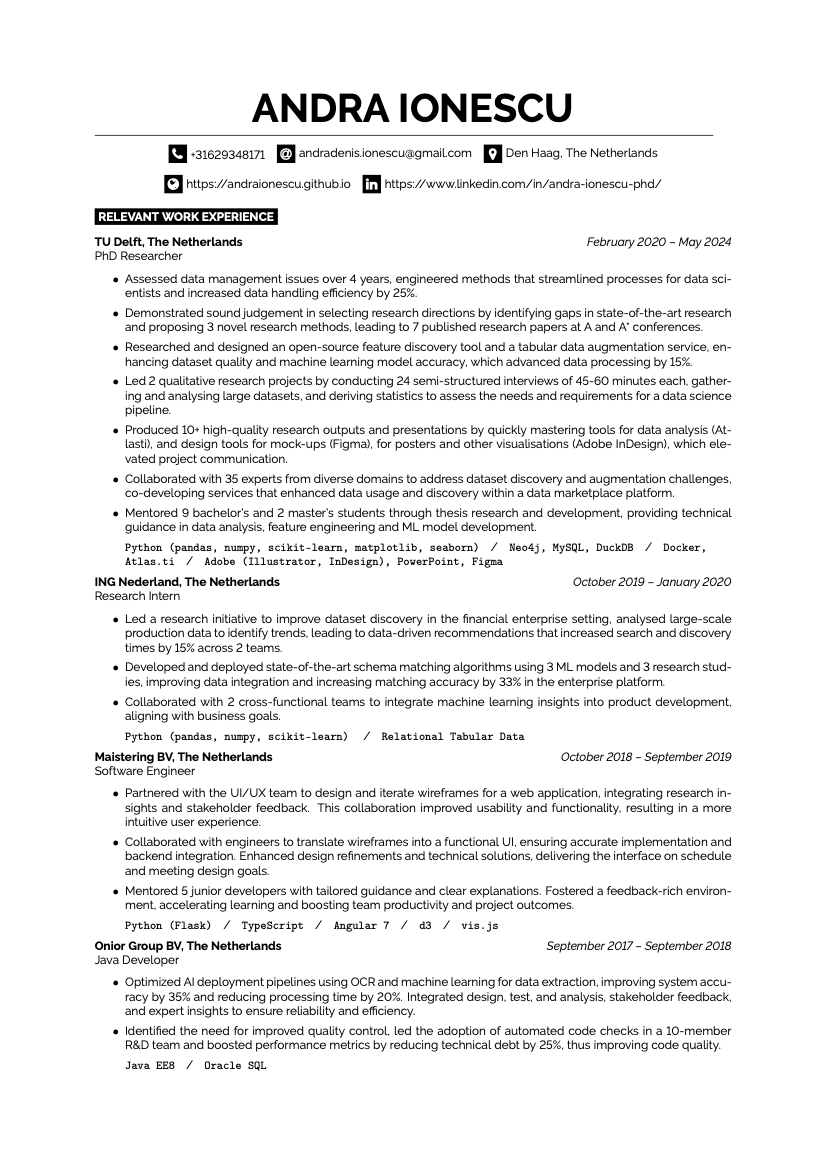 ANDRA IONESCU
+31629348171 andradenis.ionescu@gmail.com Den Haag, The Netherlands
https://andraionescu.github.io https://www.linkedin.com/in/andra-ionescu-phd/
RELEVANT WORK EXPERIENCE
TU Delft, The Netherlands February 2020 – May 2024
PhD Researcher
• Assessed data management issues over 4 years, engineered methods that streamlined processes for data sci-
entists and increased data handling efficiency by 25%.
• Demonstrated sound judgement in selecting research directions by identifying gaps in state-of-the-art research
and proposing 3 novel research methods, leading to 7 published research papers at A and A* conferences.
• Researched and designed an open-source feature discovery tool and a tabular data augmentation service, en-
hancing dataset quality and machine learning model accuracy, which advanced data processing by 15%.
• Led 2 qualitative research projects by conducting 24 semi-structured interviews of 45-60 minutes each, gather-
ing and analysing large datasets, and deriving statistics to assess the needs and requirements for a data science
pipeline.
• Produced 10+ high-quality research outputs and presentations by quickly mastering tools for data analysis (At-
lasti), and design tools for mock-ups (Figma), for posters and other visualisations (Adobe InDesign), which ele-
vated project communication.
• Collaborated with 35 experts from diverse domains to address dataset discovery and augmentation challenges,
co-developing services that enhanced data usage and discovery within a data marketplace platform.
• Mentored 9 bachelor's and 2 master's students through thesis research and development, providing technical
guidance in data analysis, feature engineering and ML model development.
Python (pandas, numpy, scikit-learn, matplotlib, seaborn) / Neo4j, MySQL, DuckDB / Docker,
Atlas.ti / Adobe (Illustrator, InDesign), PowerPoint, Figma
ING Nederland, The Netherlands October 2019 – January 2020
Research Intern
• Led a research initiative to improve dataset discovery in the financial enterprise setting, analysed large-scale
production data to identify trends, leading to data-driven recommendations that increased search and discovery
times by 15% across 2 teams.
• Developed and deployed state-of-the-art schema matching algorithms using 3 ML models and 3 research stud-
ies, improving data integration and increasing matching accuracy by 33% in the enterprise platform.
• Collaborated with 2 cross-functional teams to integrate machine learning insights into product development,
aligning with business goals.
Python (pandas, numpy, scikit-learn) / Relational Tabular Data
Maistering BV, The Netherlands October 2018 – September 2019
Software Engineer
• Partnered with the UI/UX team to design and iterate wireframes for a web application, integrating research in-
sights and stakeholder feedback. This collaboration improved usability and functionality, resulting in a more
intuitive user experience.
• Collaborated with engineers to translate wireframes into a functional UI, ensuring accurate implementation and
backend integration. Enhanced design refinements and technical solutions, delivering the interface on schedule
and meeting design goals.
• Mentored 5 junior developers with tailored guidance and clear explanations. Fostered a feedback-rich environ-
ment, accelerating learning and boosting team productivity and project outcomes.
Python (Flask) / TypeScript / Angular 7 / d3 / vis.js
Onior Group BV, The Netherlands September 2017 – September 2018
Java Developer
• Optimized AI deployment pipelines using OCR and machine learning for data extraction, improving system accu-
racy by 35% and reducing processing time by 20%. Integrated design, test, and analysis, stakeholder feedback,
and expert insights to ensure reliability and efficiency.
• Identified the need for improved quality control, led the adoption of automated code checks in a 10-member
R&D team and boosted performance metrics by reducing technical debt by 25%, thus improving code quality.
Java EE8 / Oracle SQL